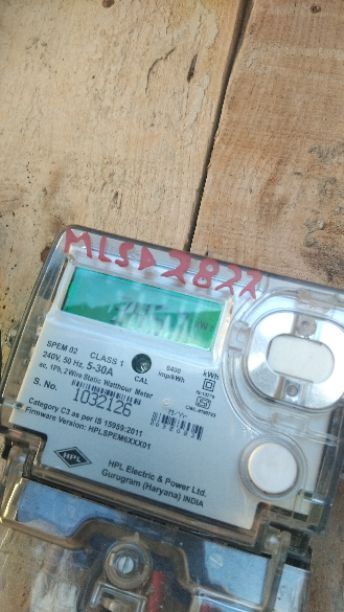 MLSD2822
SPEM 02 CLASS 1 6400 kWh
240V, 50 Hz, 5-30A CAL imp/kWh
ac, 1Ph, 2 Wire Static Watthour Meter
S. No. 1032126
Category C3 as per IS 15959:2011
Firmware Version: HPLSPEM6XXX01
HPL
HPL Electric & Power Ltd.
Gurugram (Haryana) INDIA